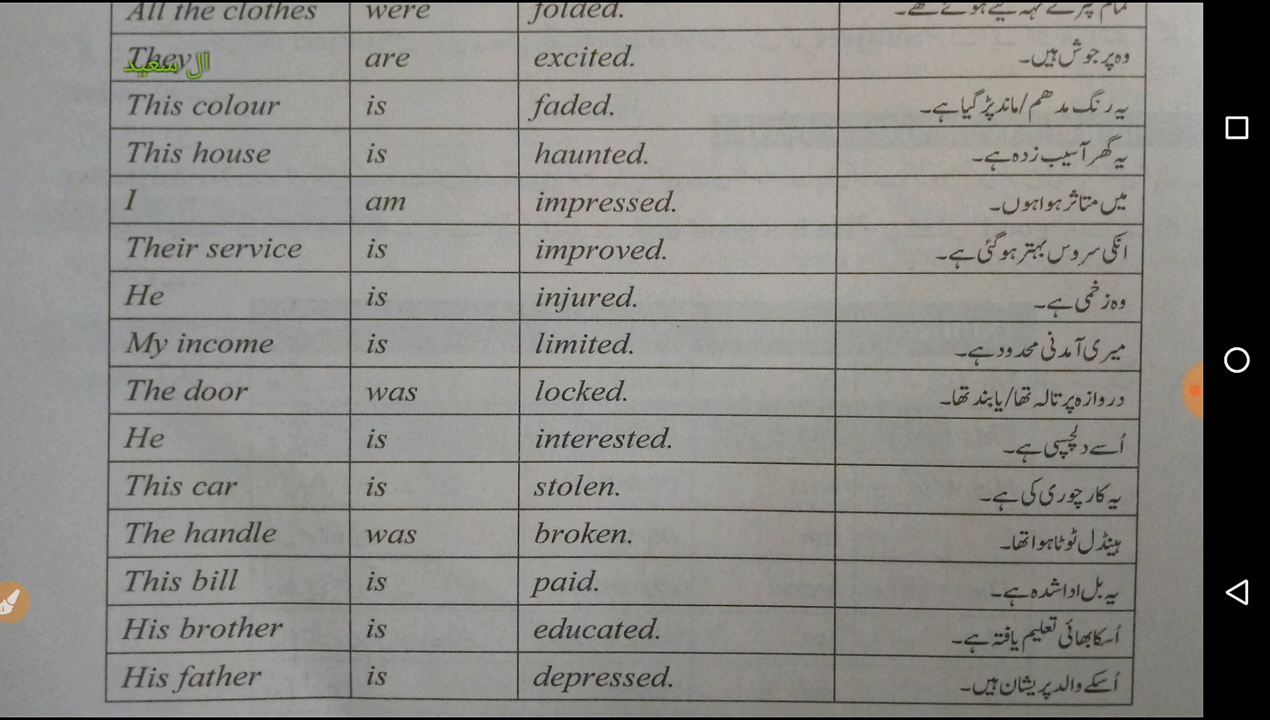 All the clothes were folded. تمام کپڑے تہہ کیے ہوئے تھے۔
They are excited. وہ پر جوش ہیں۔
ال سعید
This colour is faded. یہ رنگ مدھم/ماند پڑ گیا ہے۔
This house is haunted. یہ گھر آسیب زدہ ہے۔
I am impressed. میں متاثر ہوا ہوں۔
Their service is improved. انکی سروس بہتر ہو گئی ہے۔
He is injured. وہ زخمی ہے۔
My income is limited. میری آمدنی محدود ہے۔
The door was locked. دروازہ پر تالہ تھا/یا بند تھا۔
He is interested. اُسے دلچسپی ہے۔
This car is stolen. یہ کار چوری کی ہے۔
The handle was broken. ہینڈل ٹوٹا ہوا تھا۔
This bill is paid. یہ بل ادا شدہ ہے۔
His brother is educated. اُسکا بھائی تعلیم یافتہ ہے۔
His father is depressed. اُسکے والد پریشان ہیں۔